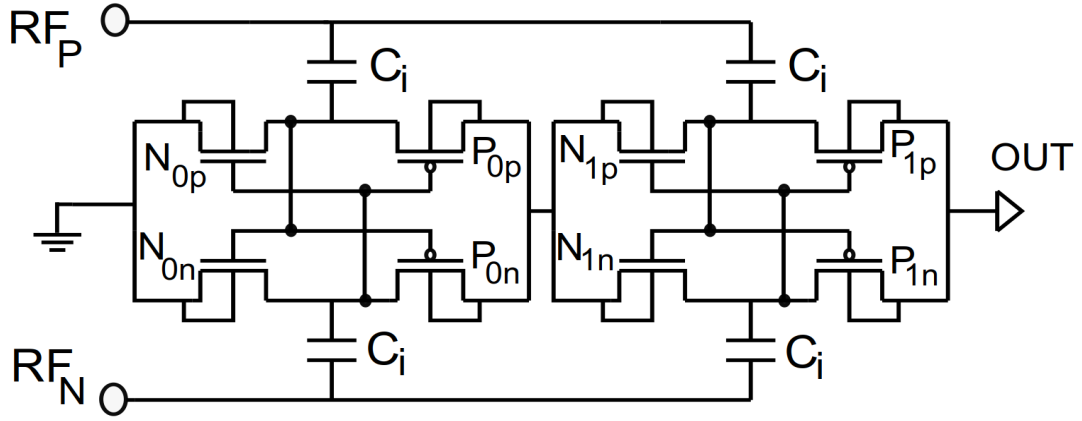 RFP
Ci
Ci
N0p
P0p
N1p
P1p
OUT
N0n
P0n
N1n
P1n
Ci
Ci
RFN